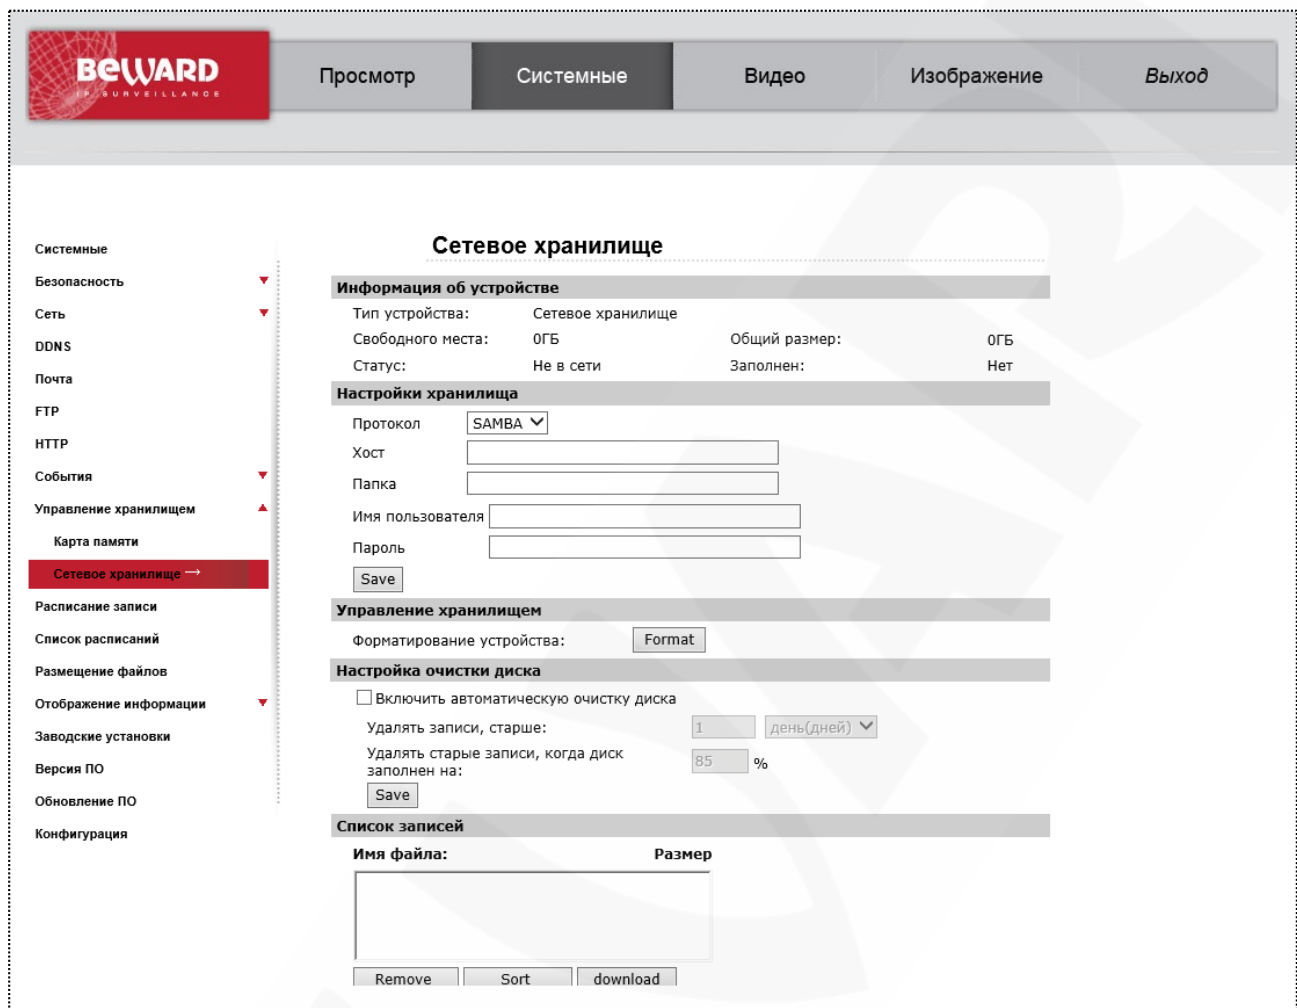 BEWARD
IP SURVEILLANCE
Просмотр
Системные
Видео
Изображение
Выход
Системные
Безопасность
Сеть
DDNS
Почта
FTP
HTTP
События
Управление хранилищем
Карта памяти
Сетевое хранилище →
Расписание записи
Список расписаний
Размещение файлов
Отображение информации
Заводские установки
Версия ПО
Обновление ПО
Конфигурация
Сетевое хранилище
Информация об устройстве
Тип устройства: Сетевое хранилище
Свободного места: 0ГБ Общий размер: 0ГБ
Статус: Не в сети Заполнен: Нет
Настройки хранилища
Протокол SAMBA
Хост
Папка
Имя пользователя
Пароль
Save
Управление хранилищем
Форматирование устройства: Format
Настройка очистки диска
Включить автоматическую очистку диска
Удалять записи, старше: 1 день(дней)
Удалять старые записи, когда диск
заполнен на: 85 %
Save
Список записей
Имя файла: Размер
Remove Sort download